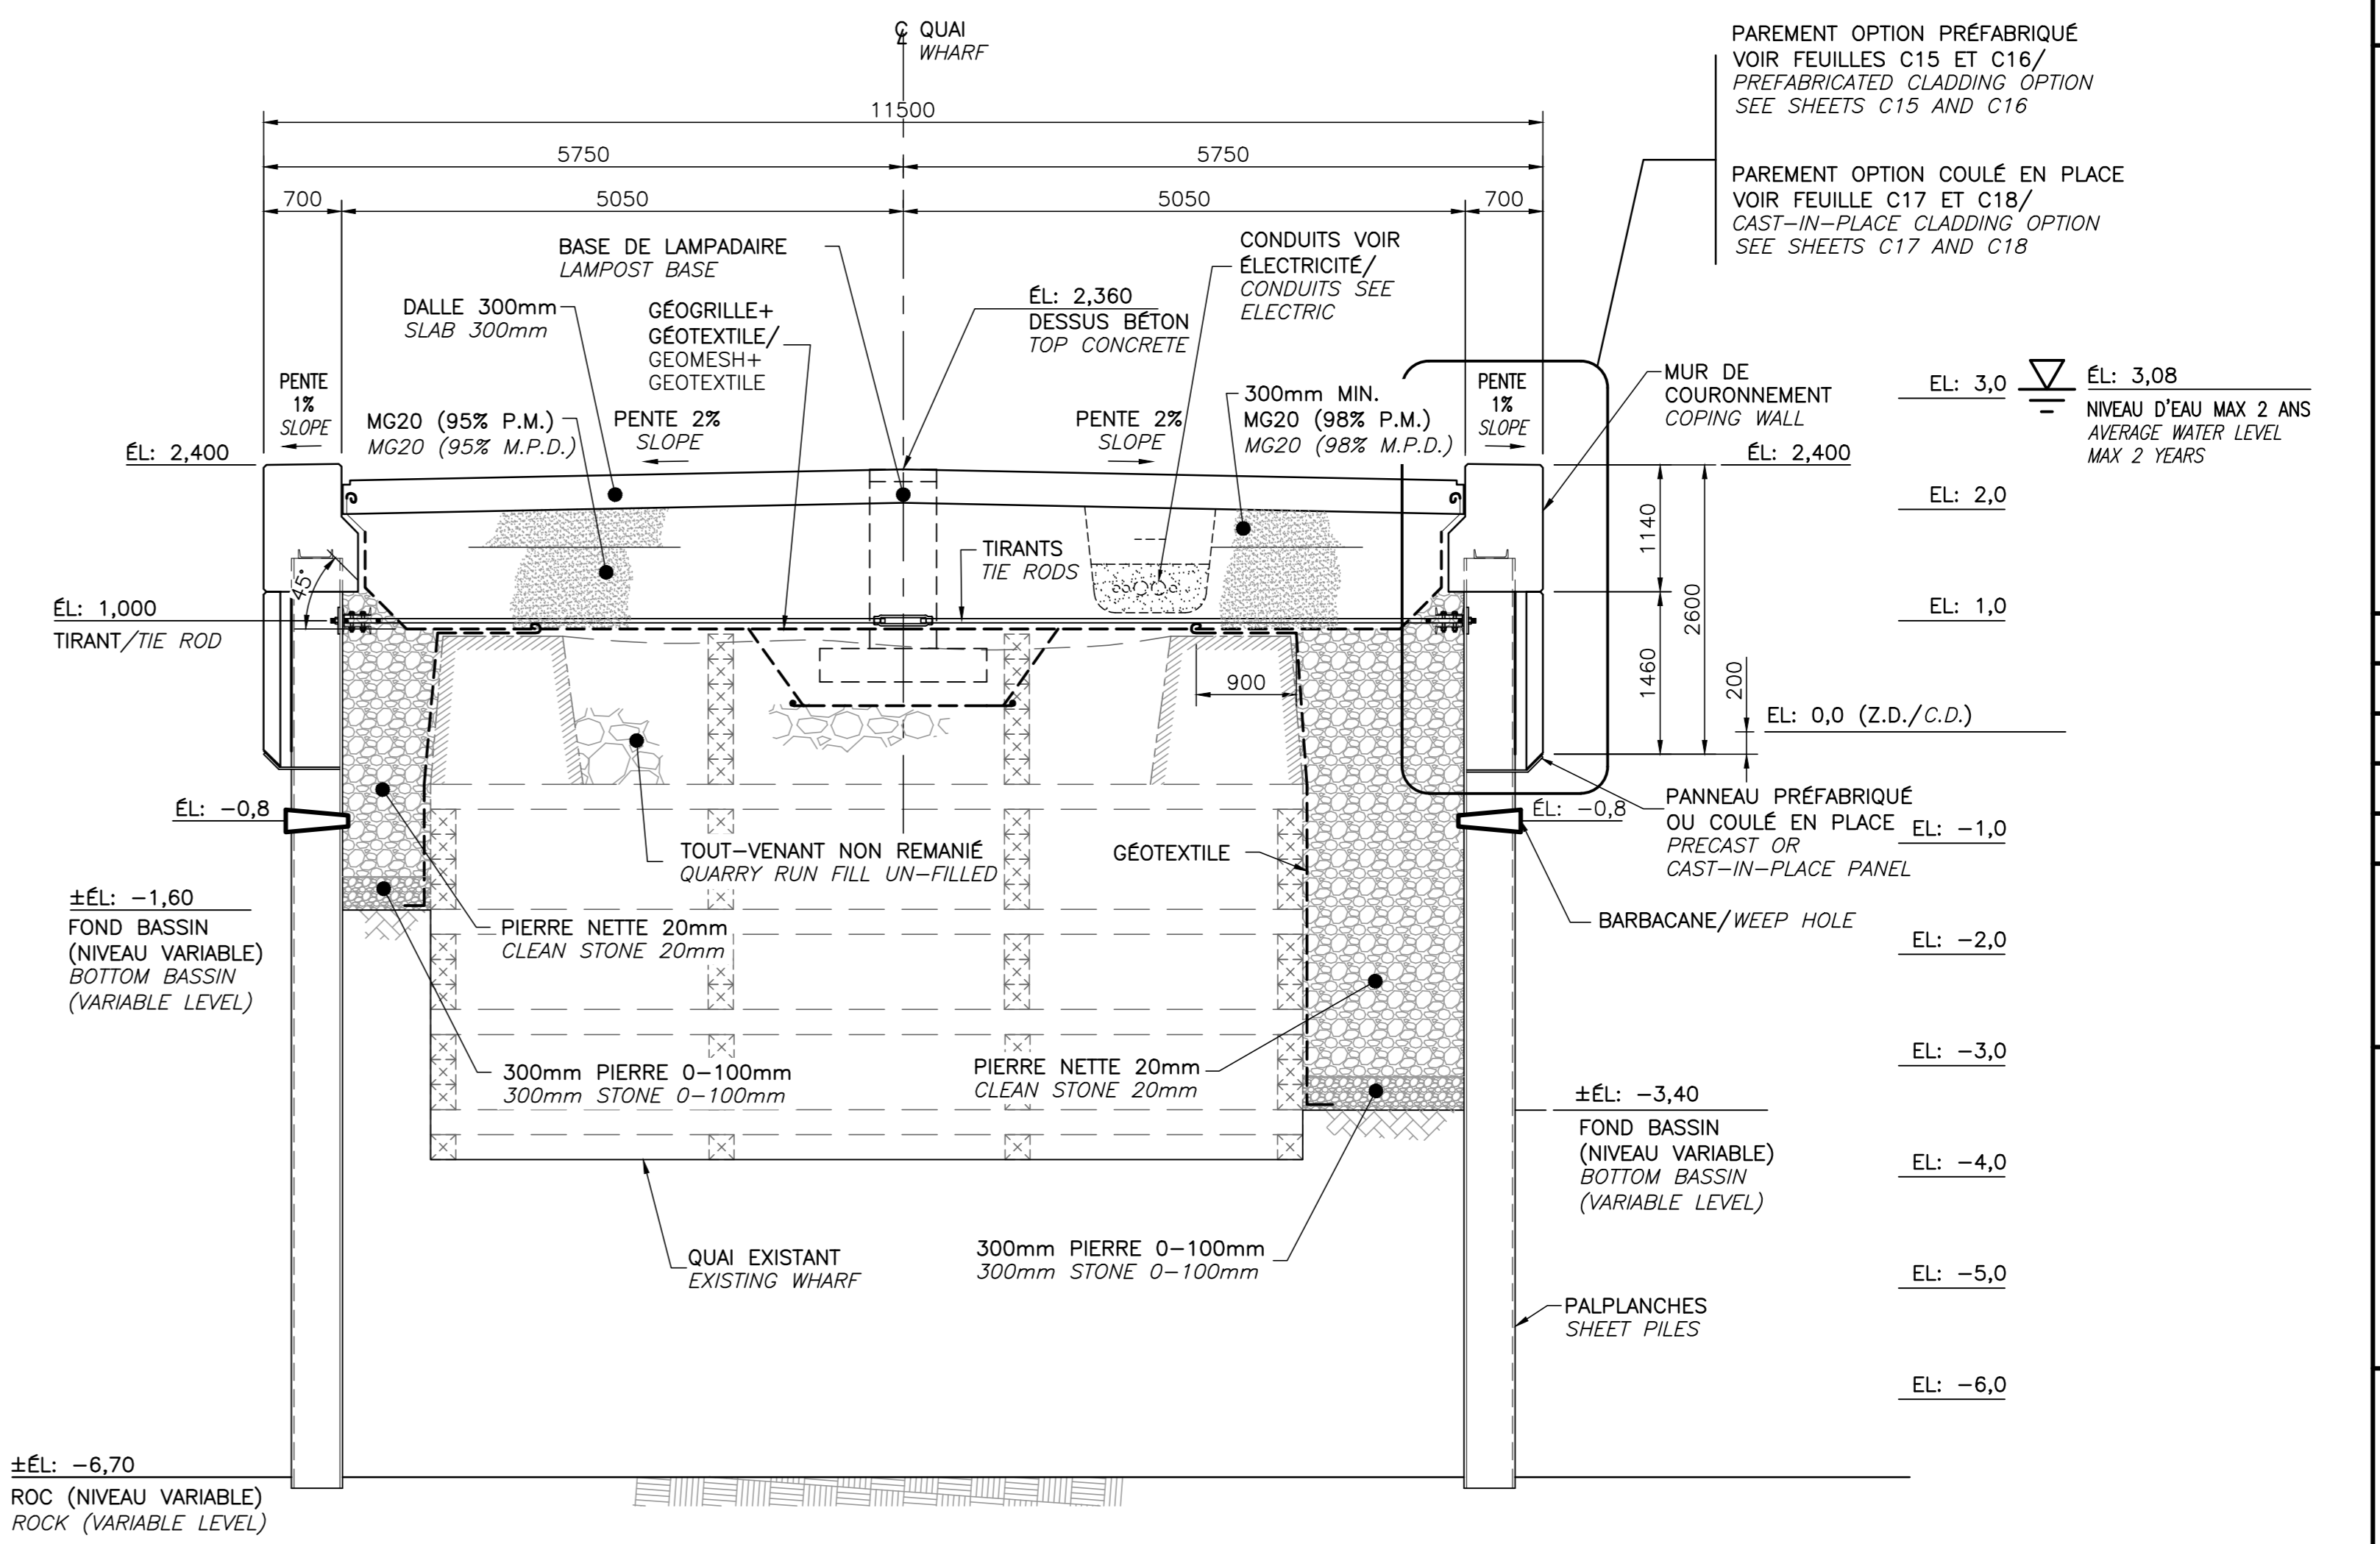 ℄ QUAI
WHARF
11500
5750
5750
700
5050
5050
700
PAREMENT OPTION PRÉFABRIQUÉ
VOIR FEUILLES C15 ET C16/
PREFABRICATED CLADDING OPTION
SEE SHEETS C15 AND C16
PAREMENT OPTION COULÉ EN PLACE
VOIR FEUILLE C17 ET C18/
CAST-IN-PLACE CLADDING OPTION
SEE SHEETS C17 AND C18
BASE DE LAMPADAIRE
LAMPOST BASE
DALLE 300mm
SLAB 300mm
GÉOGRILLE+
GÉOTEXTILE/
GEOMESH+
GEOTEXTILE
ÉL: 2,360
DESSUS BÉTON
TOP CONCRETE
CONDUITS VOIR
ÉLECTRICITÉ/
CONDUITS SEE
ELECTRIC
PENTE
1%
SLOPE
MG20 (95% P.M.)
MG20 (95% M.P.D.)
PENTE 2%
SLOPE
PENTE 2%
SLOPE
300mm MIN.
MG20 (98% P.M.)
MG20 (98% M.P.D.)
PENTE
1%
SLOPE
MUR DE
COURONNEMENT
COPING WALL
EL: 3,0
ÉL: 3,08
NIVEAU D'EAU MAX 2 ANS
AVERAGE WATER LEVEL
MAX 2 YEARS
ÉL: 2,400
ÉL: 2,400
EL: 2,0
1140
2600
1460
200
TIRANTS
TIE RODS
45°
ÉL: 1,000
TIRANT/TIE ROD
EL: 1,0
900
EL: 0,0 (Z.D./C.D.)
ÉL: -0,8
ÉL: -0,8
PANNEAU PRÉFABRIQUÉ
OU COULÉ EN PLACE
PRECAST OR
CAST-IN-PLACE PANEL
EL: -1,0
TOUT-VENANT NON REMANIÉ
QUARRY RUN FILL UN-FILLED
GÉOTEXTILE
±ÉL: -1,60
FOND BASSIN
(NIVEAU VARIABLE)
BOTTOM BASSIN
(VARIABLE LEVEL)
PIERRE NETTE 20mm
CLEAN STONE 20mm
BARBACANE/WEEP HOLE
EL: -2,0
300mm PIERRE 0-100mm
300mm STONE 0-100mm
PIERRE NETTE 20mm
CLEAN STONE 20mm
EL: -3,0
±ÉL: -3,40
FOND BASSIN
(NIVEAU VARIABLE)
BOTTOM BASSIN
(VARIABLE LEVEL)
EL: -4,0
QUAI EXISTANT
EXISTING WHARF
300mm PIERRE 0-100mm
300mm STONE 0-100mm
EL: -5,0
PALPLANCHES
SHEET PILES
EL: -6,0
±ÉL: -6,70
ROC (NIVEAU VARIABLE)
ROCK (VARIABLE LEVEL)